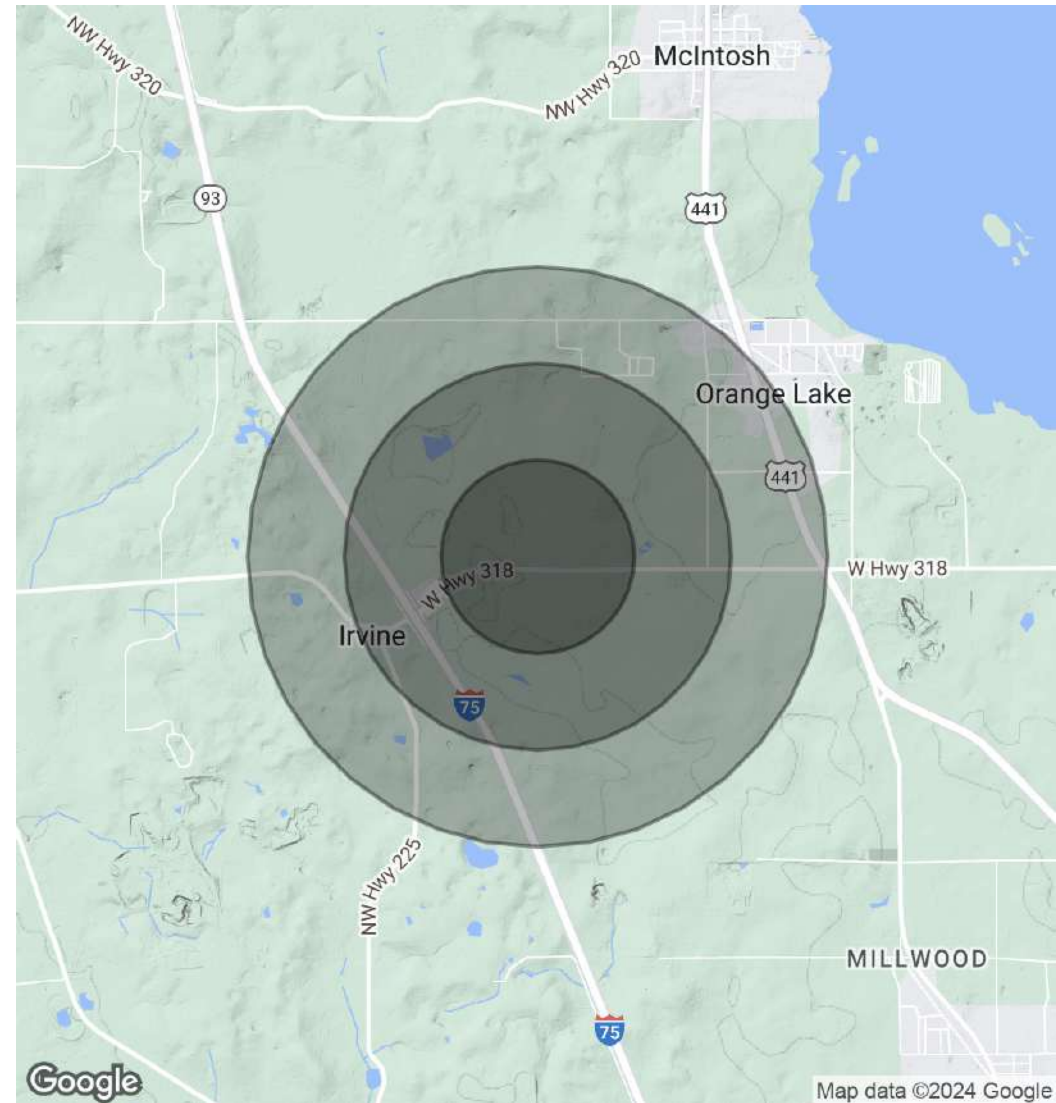 NW Hwy 320
McIntosh
NW Hwy 320
93
441
Orange Lake
441
W Hwy 318
W Hwy 318
Irvine
75
NW Hwy 225
MILLWOOD
75
Google
Map data ©2024 Google